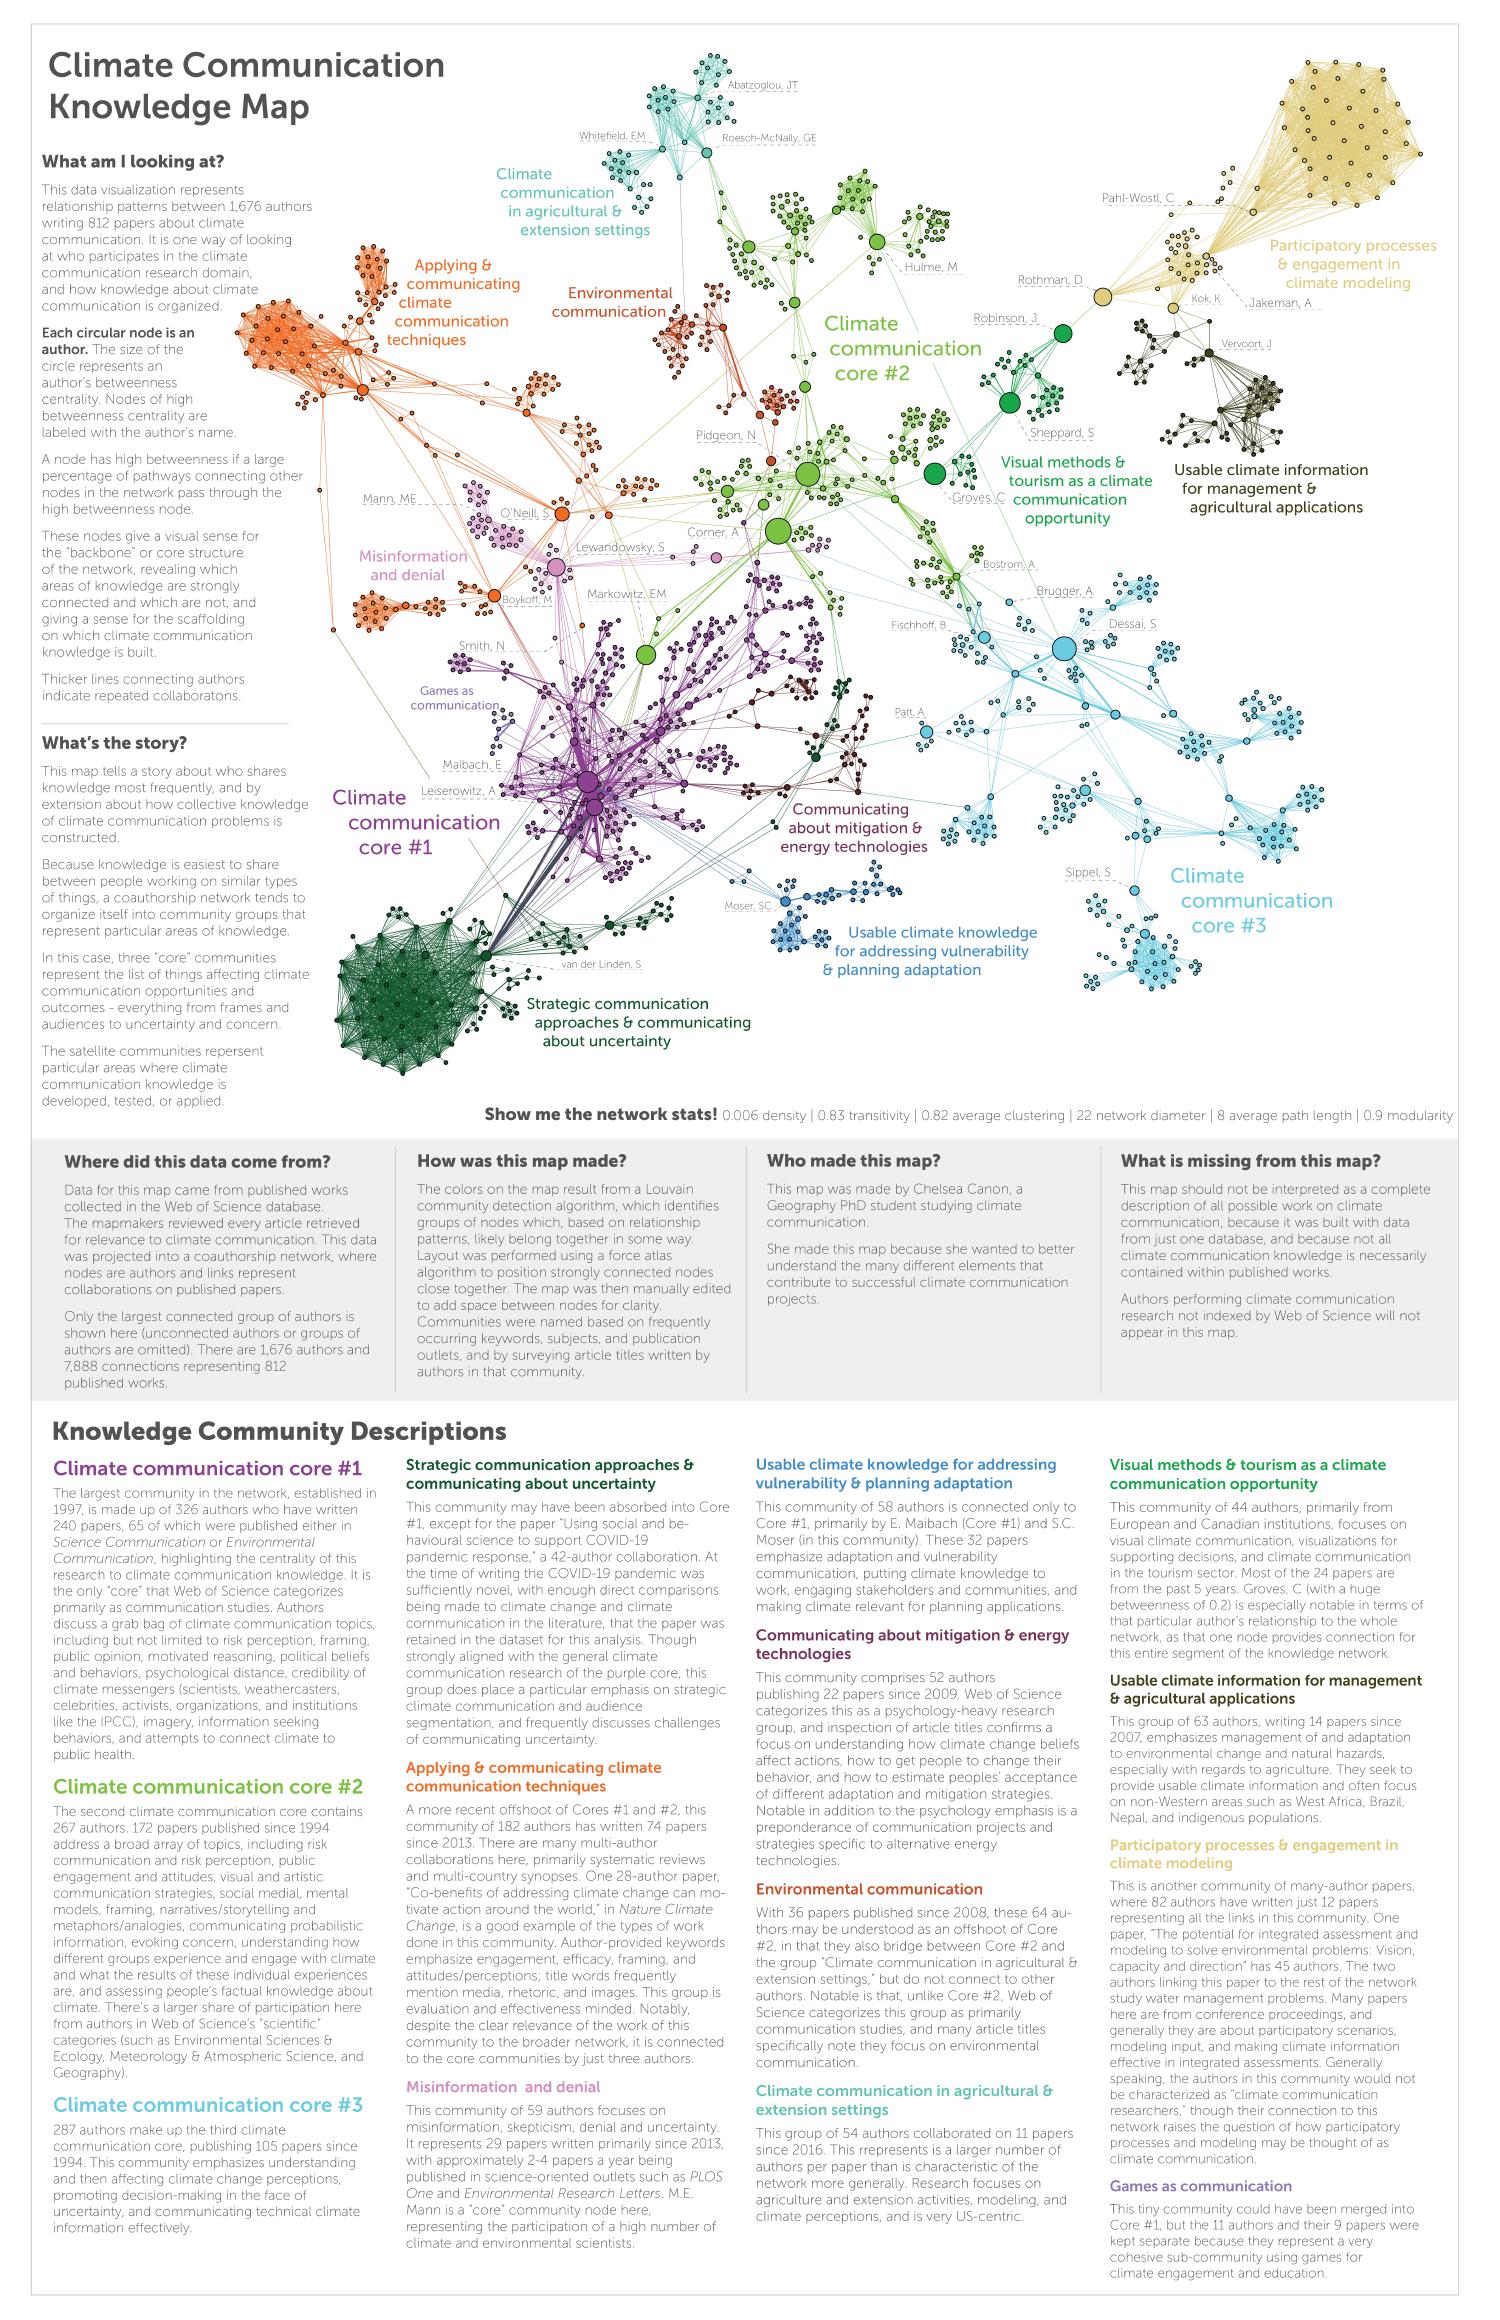 Climate Communication
Knowledge Map
What am I looking at?
This data visualization represents
relationship patterns between 1,676 authors
writing 812 papers about climate
communication. It is one way of looking
at who participates in the climate
communication research domain,
and how knowledge about climate
communication is organized.
Each circular node is an
author. The size of the
circle represents an
author's betweenness
centrality. Nodes of high
betweenness centrality are
labeled with the author's name.
A node has high betweenness if a large
percentage of pathways connecting other
nodes in the network pass through the
high betweenness node.
These nodes give a visual sense for
the "backbone" or core structure
of the network, revealing which
areas of knowledge are strongly
connected and which are not, and
giving a sense for the scaffolding
on which climate communication
knowledge is built.
Thicker lines connecting authors
indicate repeated collaboratons.
What's the story?
This map tells a story about who shares
knowledge most frequently, and by
extension about how collective knowledge
of climate communication problems is
constructed.
Because knowledge is easiest to share
between people working on similar types
of things, a coauthorship network tends to
organize itself into community groups that
represent particular areas of knowledge.
In this case, three "core" communities
represent the list of things affecting climate
communication opportunities and
outcomes - everything from frames and
audiences to uncertainty and concern.
The satellite communities repersent
particular areas where climate
communication knowledge is
developed, tested, or applied.
Abatzoglou, JT
Whitefield, EM
Roesch-McNally, GE
Climate
communication
in agricultural &
extension settings
Pahl-Wostl, C
Participatory processes
& engagement in
climate modeling
Applying &
communicating
climate
communication
techniques
Environmental
communication
Hulme, M
Rothman, D
Kok, K
Jakeman, A
Robinson, J
Vervoort, J
Climate
communication
core #2
Pidgeon, N
Sheppard, S
Visual methods &
tourism as a climate
communication
opportunity
Usable climate information
for management &
agricultural applications
Mann, ME
O'Neill, S
Groves, C
Corner, A
Lewandowsky, S
Misinformation
and denial
Bostrom, A
Boykoff, M
Markowitz, EM
Brugger, A
Fischhoff, B
Dessai, S
Smith, N
Games as
communication
Patt, A
Maibach, E
Leiserowitz, A
Climate
communication
core #1
Communicating
about mitigation &
energy technologies
Sippel, S
Climate
communication
core #3
Moser, SC
Usable climate knowledge
for addressing vulnerability
& planning adaptation
van der Linden, S
Strategic communication
approaches & communicating
about uncertainty
Show me the network stats! 0.006 density | 0.83 transitivity | 0.82 average clustering | 22 network diameter | 8 average path length | 0.9 modularity
Where did this data come from?
Data for this map came from published works
collected in the Web of Science database.
The mapmakers reviewed every article retrieved
for relevance to climate communication. This data
was projected into a coauthorship network, where
nodes are authors and links represent
collaborations on published papers.
Only the largest connected group of authors is
shown here (unconnected authors or groups of
authors are omitted). There are 1,676 authors and
7,888 connections representing 812
published works.
How was this map made?
The colors on the map result from a Louvain
community detection algorithm, which identifies
groups of nodes which, based on relationship
patterns, likely belong together in some way.
Layout was performed using a force atlas
algorithm to position strongly connected nodes
close together. The map was then manually edited
to add space between nodes for clarity.
Communities were named based on frequently
occurring keywords, subjects, and publication
outlets, and by surveying article titles written by
authors in that community.
Who made this map?
This map was made by Chelsea Canon, a
Geography PhD student studying climate
communication.
She made this map because she wanted to better
understand the many different elements that
contribute to successful climate communication
projects.
What is missing from this map?
This map should not be interpreted as a complete
description of all possible work on climate
communication, because it was built with data
from just one database, and because not all
climate communication knowledge is necessarily
contained within published works.
Authors performing climate communication
research not indexed by Web of Science will not
appear in this map.
Knowledge Community Descriptions
Climate communication core #1
The largest community in the network, established in
1997, is made up of 326 authors who have written
240 papers, 65 of which were published either in
Science Communication or Environmental
Communication, highlighting the centrality of this
research to climate communication knowledge. It is
the only "core" that Web of Science categorizes
primarily as communication studies. Authors
discuss a grab bag of climate communication topics,
including but not limited to risk perception, framing,
public opinion, motivated reasoning, political beliefs
and behaviors, psychological distance, credibility of
climate messengers (scientists, weathercasters,
celebrities, activists, organizations, and institutions
like the IPCC), imagery, information seeking
behaviors, and attempts to connect climate to
public health.
Climate communication core #2
The second climate communication core contains
267 authors. 172 papers published since 1994
address a broad array of topics, including risk
communication and risk perception, public
engagement and attitudes, visual and artistic
communication strategies, social medial, mental
models, framing, narratives/storytelling and
metaphors/analogies, communicating probabilistic
information, evoking concern, understanding how
different groups experience and engage with climate
and what the results of these individual experiences
are, and assessing people's factual knowledge about
climate. There's a larger share of participation here
from authors in Web of Science's "scientific"
categories (such as Environmental Sciences &
Ecology, Meteorology & Atmospheric Science, and
Geography).
Climate communication core #3
287 authors make up the third climate
communication core, publishing 105 papers since
1994. This community emphasizes understanding
and then affecting climate change perceptions,
promoting decision-making in the face of
uncertainty, and communicating technical climate
information effectively.
Strategic communication approaches &
communicating about uncertainty
This community may have been absorbed into Core
#1, except for the paper "Using social and be-
havioural science to support COVID-19
pandemic response," a 42-author collaboration. At
the time of writing the COVID-19 pandemic was
sufficiently novel, with enough direct comparisons
being made to climate change and climate
communication in the literature, that the paper was
retained in the dataset for this analysis. Though
strongly aligned with the general climate
communication research of the purple core, this
group does place a particular emphasis on strategic
climate communication and audience
segmentation, and frequently discusses challenges
of communicating uncertainty.
Applying & communicating climate
communication techniques
A more recent offshoot of Cores #1 and #2, this
community of 182 authors has written 74 papers
since 2013. There are many multi-author
collaborations here, primarily systematic reviews
and multi-country synopses. One 28-author paper,
"Co-benefits of addressing climate change can mo-
tivate action around the world," in Nature Climate
Change, is a good example of the types of work
done in this community. Author-provided keywords
emphasize engagement, efficacy, framing, and
attitudes/perceptions; title words frequently
mention media, rhetoric, and images. This group is
evaluation and effectiveness minded. Notably,
despite the clear relevance of the work of this
community to the broader network, it is connected
to the core communities by just three authors.
Misinformation and denial
This community of 59 authors focuses on
misinformation, skepticism, denial and uncertainty.
It represents 29 papers written primarily since 2013,
with approximately 2-4 papers a year being
published in science-oriented outlets such as PLOS
One and Environmental Research Letters. M.E.
Mann is a "core" community node here,
representing the participation of a high number of
climate and environmental scientists.
Usable climate knowledge for addressing
vulnerability & planning adaptation
This community of 58 authors is connected only to
Core #1, primarily by E. Maibach (Core #1) and S.C.
Moser (in this community). These 32 papers
emphasize adaptation and vulnerability
communication, putting climate knowledge to
work, engaging stakeholders and communities, and
making climate relevant for planning applications.
Communicating about mitigation & energy
technologies
This community comprises 52 authors
publishing 22 papers since 2009. Web of Science
categorizes this as a psychology-heavy research
group, and inspection of article titles confirms a
focus on understanding how climate change beliefs
affect actions, how to get people to change their
behavior, and how to estimate peoples' acceptance
of different adaptation and mitigation strategies.
Notable in addition to the psychology emphasis is a
preponderance of communication projects and
strategies specific to alternative energy
technologies.
Environmental communication
With 36 papers published since 2008, these 64 au-
thors may be understood as an offshoot of Core
#2, in that they also bridge between Core #2 and
the group "Climate communication in agricultural &
extension settings," but do not connect to other
authors. Notable is that, unlike Core #2, Web of
Science categorizes this group as primarily
communication studies, and many article titles
specifically note they focus on environmental
communication.
Climate communication in agricultural &
extension settings
This group of 54 authors collaborated on 11 papers
since 2016. This rrepresents is a larger number of
authors per paper than is characteristic of the
network more generally. Research focuses on
agriculture and extension activities, modeling, and
climate perceptions, and is very US-centric.
Visual methods & tourism as a climate
communication opportunity
This community of 44 authors, primarily from
European and Canadian institutions, focuses on
visual climate communication, visualizations for
supporting decisions, and climate communication
in the tourism sector. Most of the 24 papers are
from the past 5 years. Groves, C (with a huge
betweenness of 0.2) is especially notable in terms of
that particular author's relationship to the whole
network, as that one node provides connection for
this entire segment of the knowledge network.
Usable climate information for management
& agricultural applications
This group of 63 authors, writing 14 papers since
2007, emphasizes management of and adaptation
to environmental change and natural hazards,
especially with regards to agriculture. They seek to
provide usable climate information and often focus
on non-Western areas such as West Africa, Brazil,
Nepal, and indigenous populations.
Participatory processes & engagement in
climate modeling
This is another community of many-author papers,
where 82 authors have written just 12 papers
representing all the links in this community. One
paper, "The potential for integrated assessment and
modeling to solve environmental problems: Vision,
capacity and direction" has 45 authors. The two
authors linking this paper to the rest of the network
study water management problems. Many papers
here are from conference proceedings, and
generally they are about participatory scenarios,
modeling input, and making climate information
effective in integrated assessments. Generally
speaking, the authors in this community would not
be characterized as "climate communication
researchers," though their connection to this
network raises the question of how participatory
processes and modeling may be thought of as
climate communication.
Games as communication
This tiny community could have been merged into
Core #1, but the 11 authors and their 9 papers were
kept separate because they represent a very
cohesive sub-community using games for
climate engagement and education.